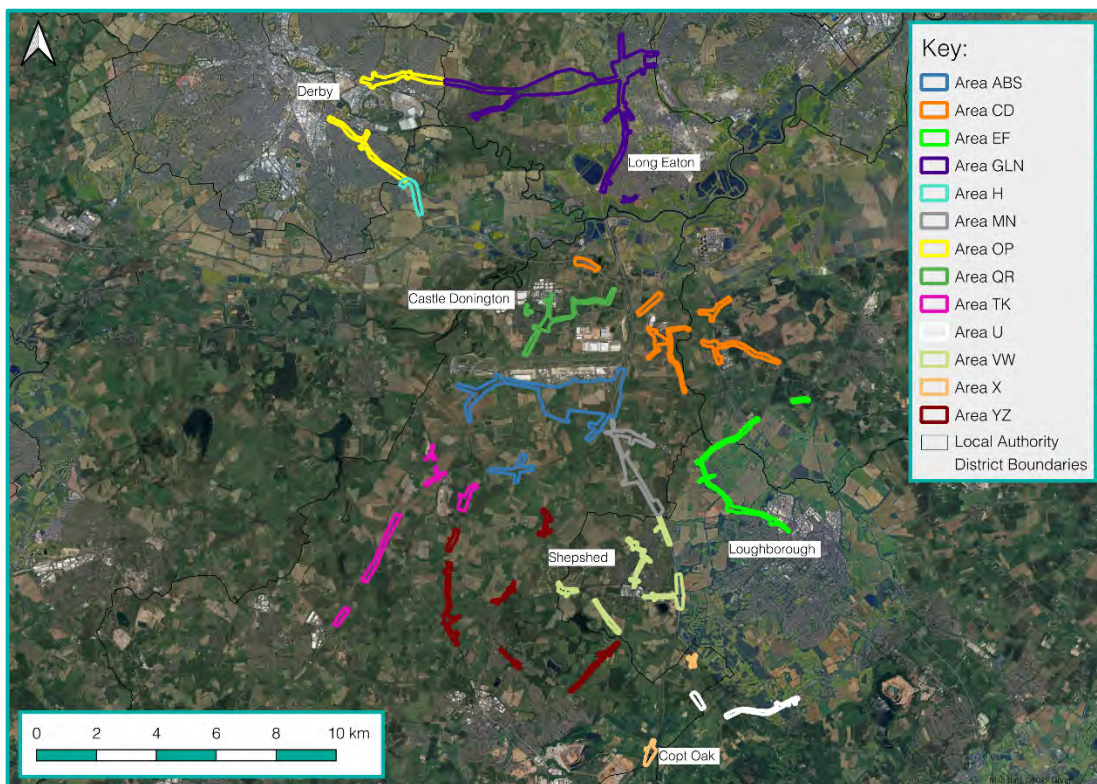 Key:
Area ABS
Area CD
Area EF
Area GLN
Area H
Area MN
Area OP
Area QR
Area TK
Area U
Area VW
Area X
Area YZ
Local Authority
District Boundaries
Derby
Long Eaton
Castle Donington
Shepshed
Loughborough
Copt Oak
0 2 4 6 8 10 km